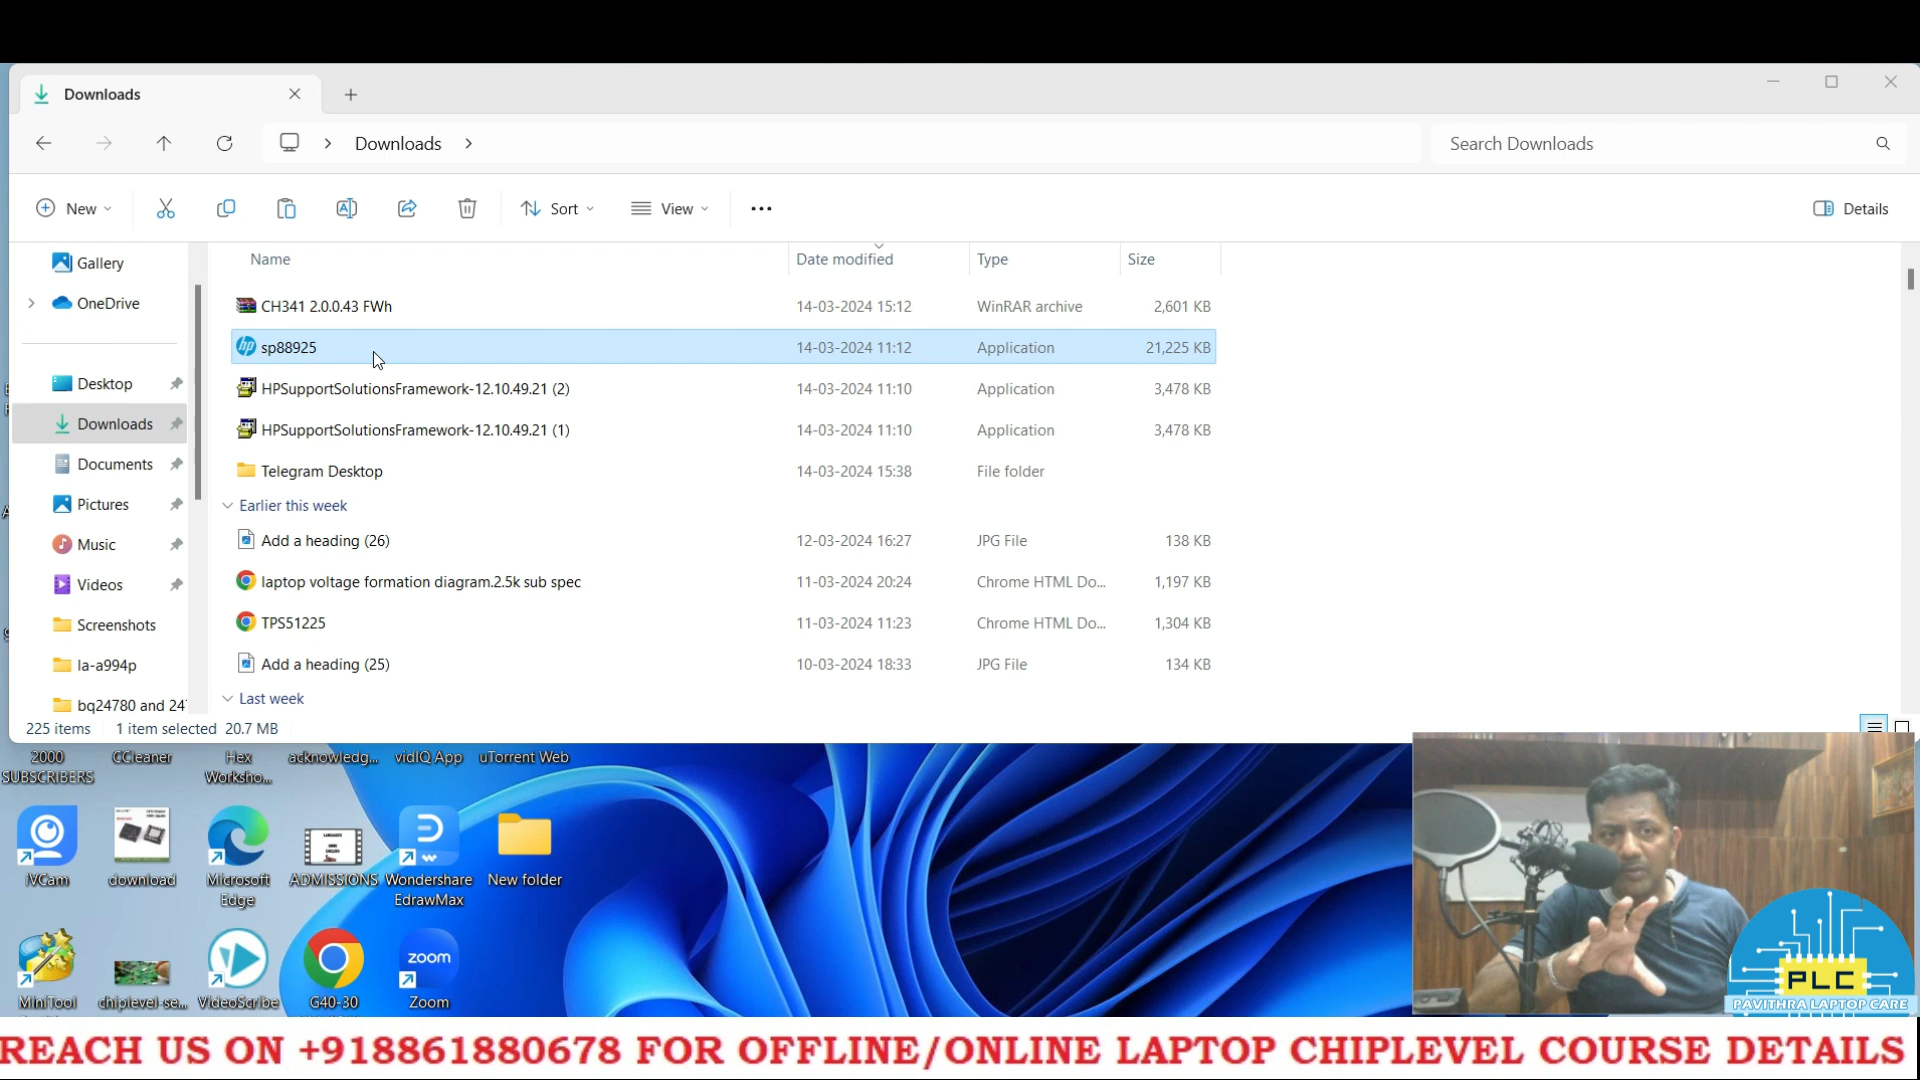 Downloads
Downloads
Search Downloads
New
Sort
View
Details
Gallery
OneDrive
Desktop
Downloads
Documents
Pictures
Music
Videos
Screenshots
la-a994p
bq24780 and 24
Name Date modified Type Size
CH341 2.0.0.43 FWh 14-03-2024 15:12 WinRAR archive 2,601 KB
sp88925 14-03-2024 11:12 Application 21,225 KB
HPSupportSolutionsFramework-12.10.49.21 (2) 14-03-2024 11:10 Application 3,478 KB
HPSupportSolutionsFramework-12.10.49.21 (1) 14-03-2024 11:10 Application 3,478 KB
Telegram Desktop 14-03-2024 15:38 File folder
Earlier this week
Add a heading (26) 12-03-2024 16:27 JPG File 138 KB
laptop voltage formation diagram.2.5k sub spec 11-03-2024 20:24 Chrome HTML Do... 1,197 KB
TPS51225 11-03-2024 11:23 Chrome HTML Do... 1,304 KB
Add a heading (25) 10-03-2024 18:33 JPG File 134 KB
Last week
225 items 1 item selected 20.7 MB
2000 SUBSCRIBERS
CCleaner
Hex Worksho...
acknowledg...
vidIQ App
uTorrent Web
iVCam
download
Microsoft Edge
ADMISSIONS
Wondershare EdrawMax
New folder
MiniTool
chiplevel-se...
VideoScribe
G40-30
zoom
Zoom
PLC
PAVITHRA LAPTOP CARE
REACH US ON +918861880678 FOR OFFLINE/ONLINE LAPTOP CHIPLEVEL COURSE DETAILS